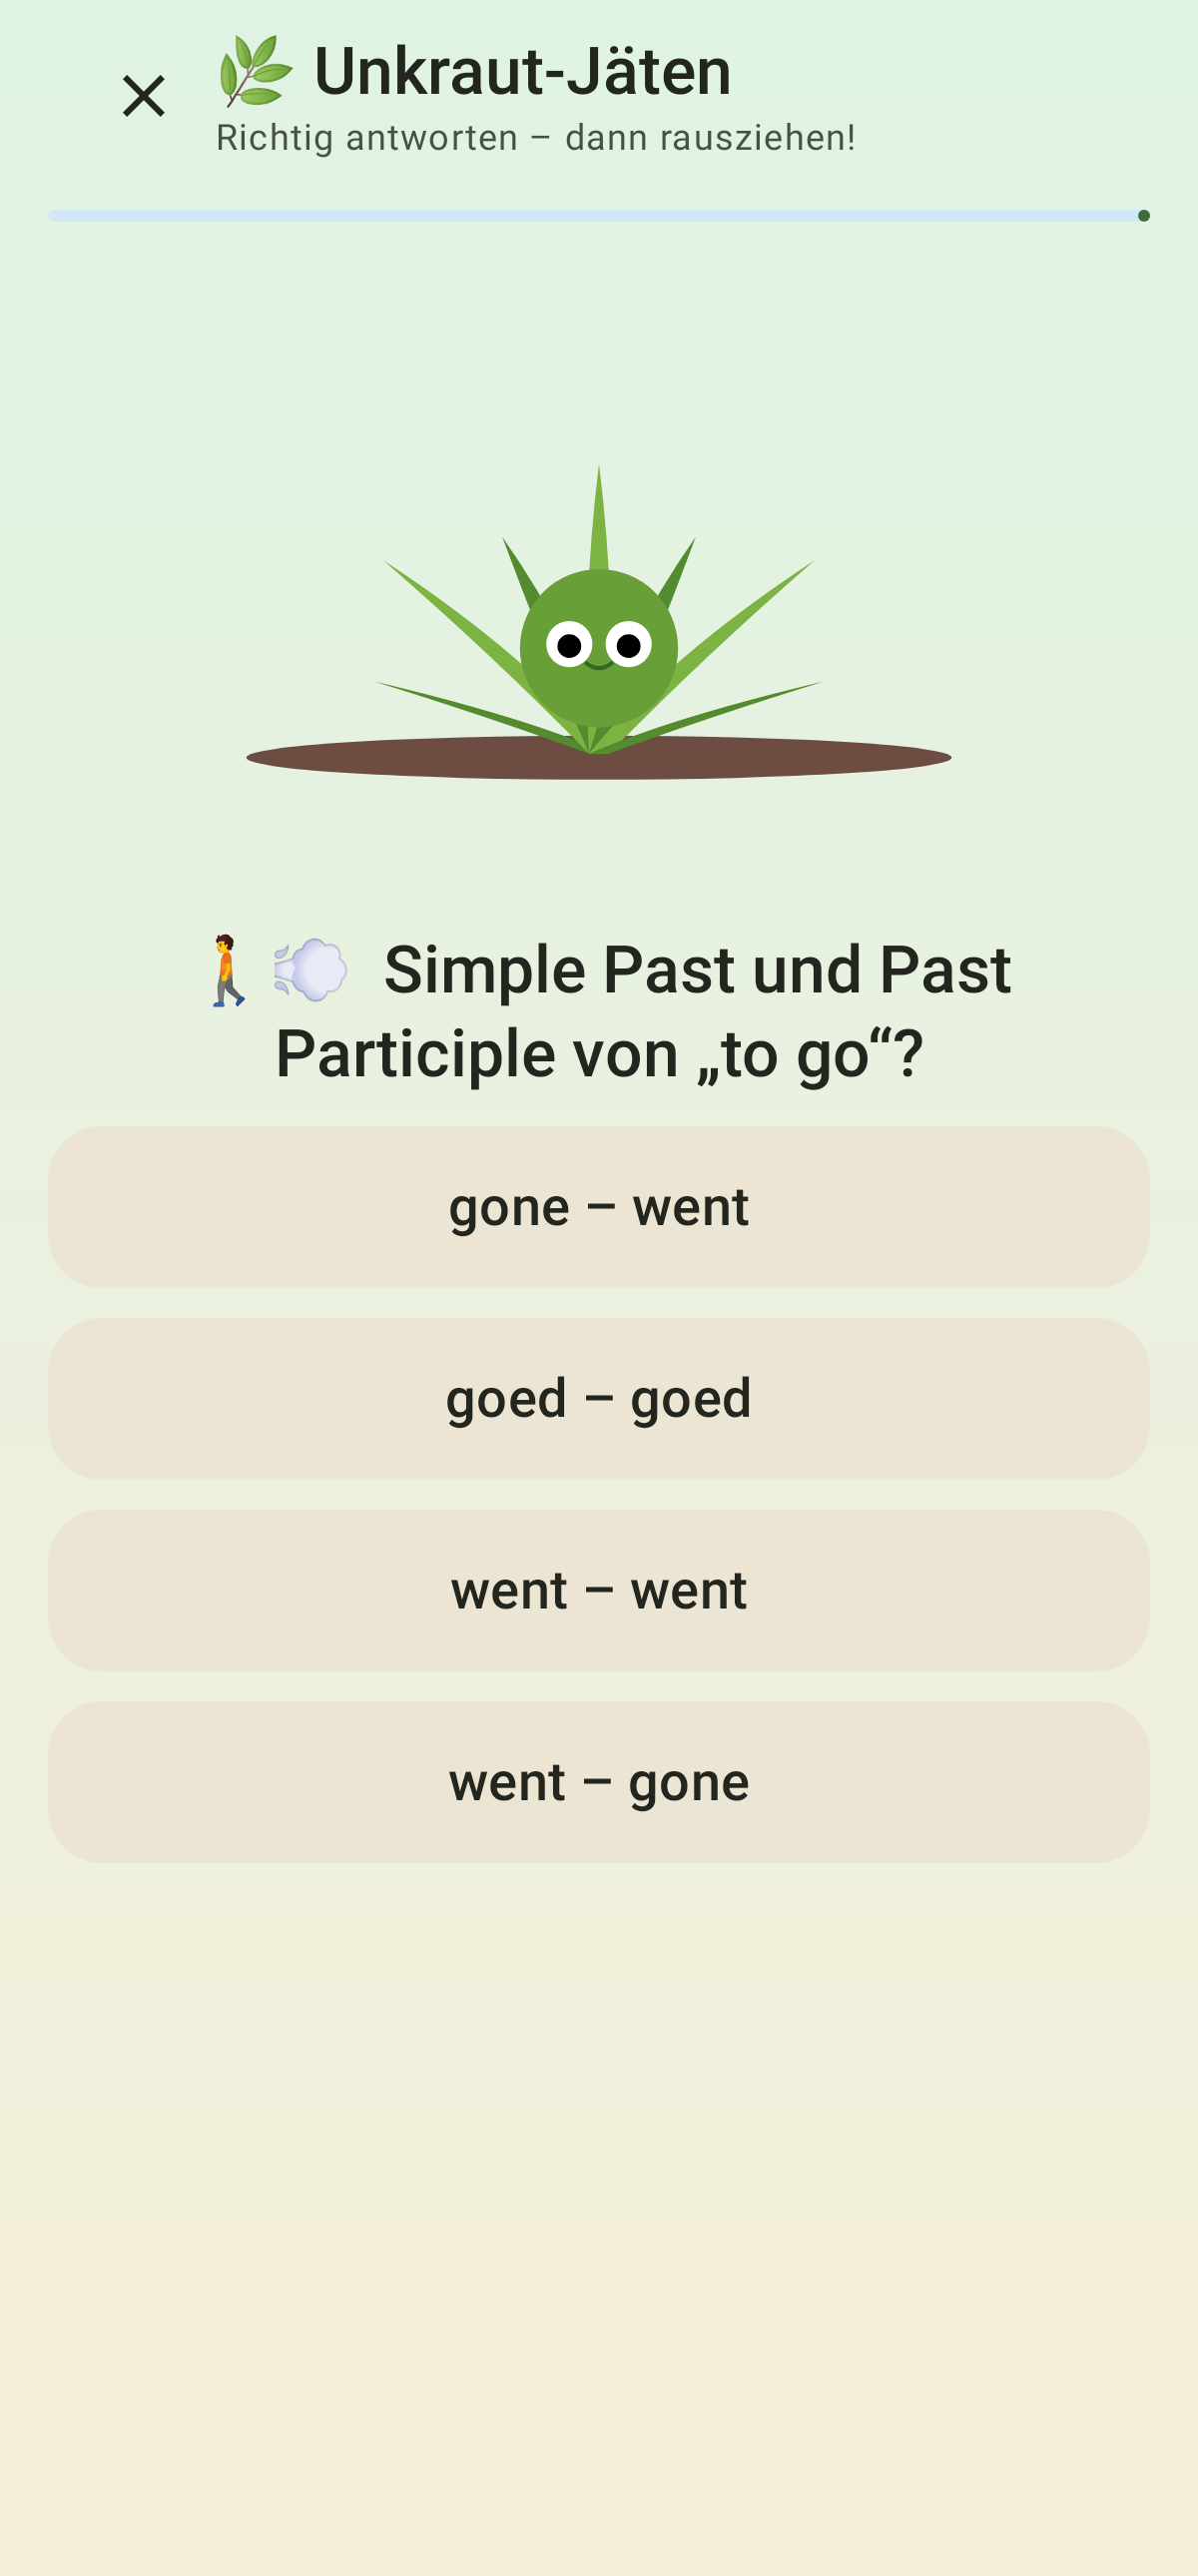 Unkraut-Jäten
Richtig antworten – dann rausziehen!
Simple Past und Past
Participle von „to go“?
gone – went
goed – goed
went – went
went – gone